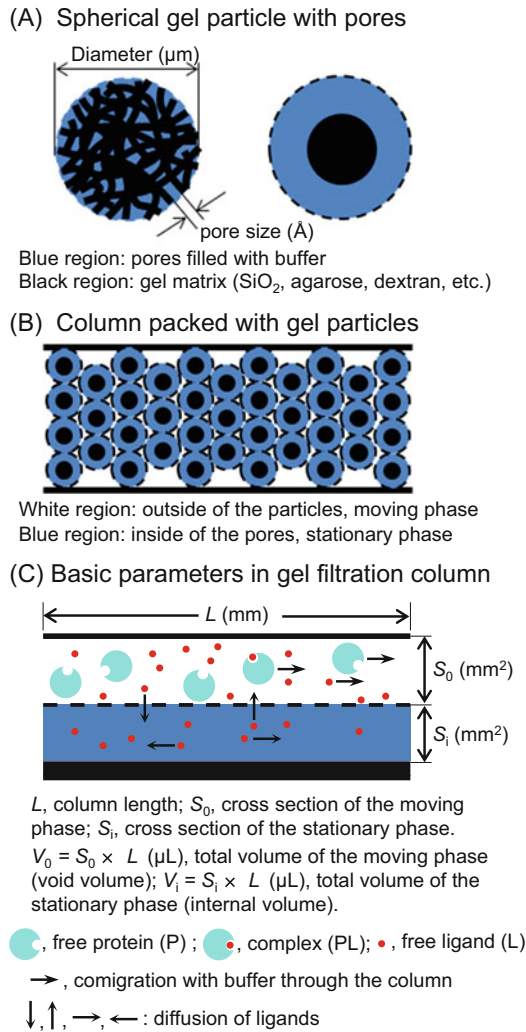 (A) Spherical gel particle with pores
Diameter (μm)
pore size (Å)
Blue region: pores filled with buffer
Black region: gel matrix (SiO₂, agarose, dextran, etc.)
(B) Column packed with gel particles
White region: outside of the particles, moving phase
Blue region: inside of the pores, stationary phase
(C) Basic parameters in gel filtration column
L (mm)
S₀ (mm²)
Sᵢ (mm²)
L, column length; S₀, cross section of the moving
phase; Sᵢ, cross section of the stationary phase.
V₀ = S₀ × L (μL), total volume of the moving phase
(void volume); Vᵢ = Sᵢ × L (μL), total volume of the
stationary phase (internal volume).
, free protein (P) ; , complex (PL); , free ligand (L)
→ , comigration with buffer through the column
↓,↑, →, ← : diffusion of ligands